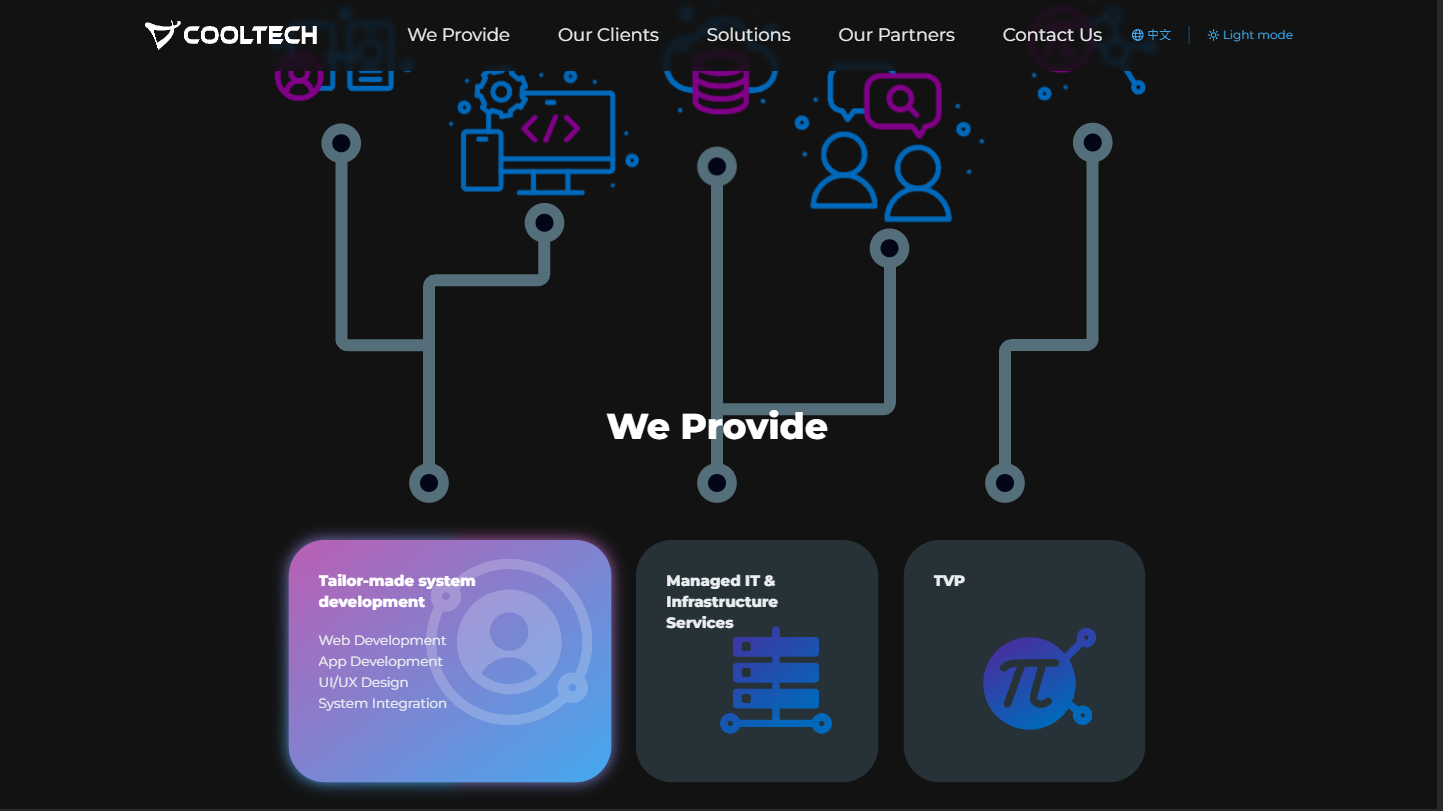 COOLTECH
We Provide
Our Clients
Solutions
Our Partners
Contact Us
中文
Light mode
</>
We Provide
Tailor-made system
development
Web Development
App Development
UI/UX Design
System Integration
Managed IT &
Infrastructure
Services
TVP
π